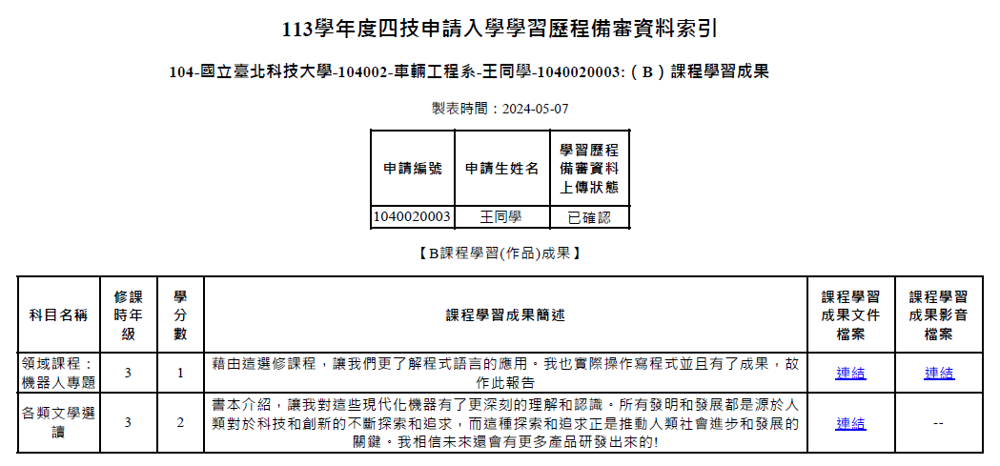 113學年度四技申請入學學習歷程備審資料索引
104-國立臺北科技大學-104002-車輛工程系-王同學-1040020003:（B）課程學習成果
製表時間：2024-05-07
申請編號 申請生姓名 學習歷程
備審資料
上傳狀態
1040020003 王同學 已確認
【B課程學習(作品)成果】
科目名稱 修課
時年
級 學
分
數 課程學習成果簡述 課程學習
成果文件
檔案 課程學習
成果影音
檔案
領域課程：
機器人專題 3 1 藉由這選修課程，讓我們更了解程式語言的應用。我也實際操作寫程式並且有了成果，故
作此報告 連結 連結
各類文學選
讀 3 2 書本介紹，讓我對這些現代化機器有了更深刻的理解和認識。所有發明和發展都是源於人
類對於科技和創新的不斷探索和追求，而這種探索和追求正是推動人類社會進步和發展的
關鍵。我相信未來還會有更多產品研發出來的! 連結 --